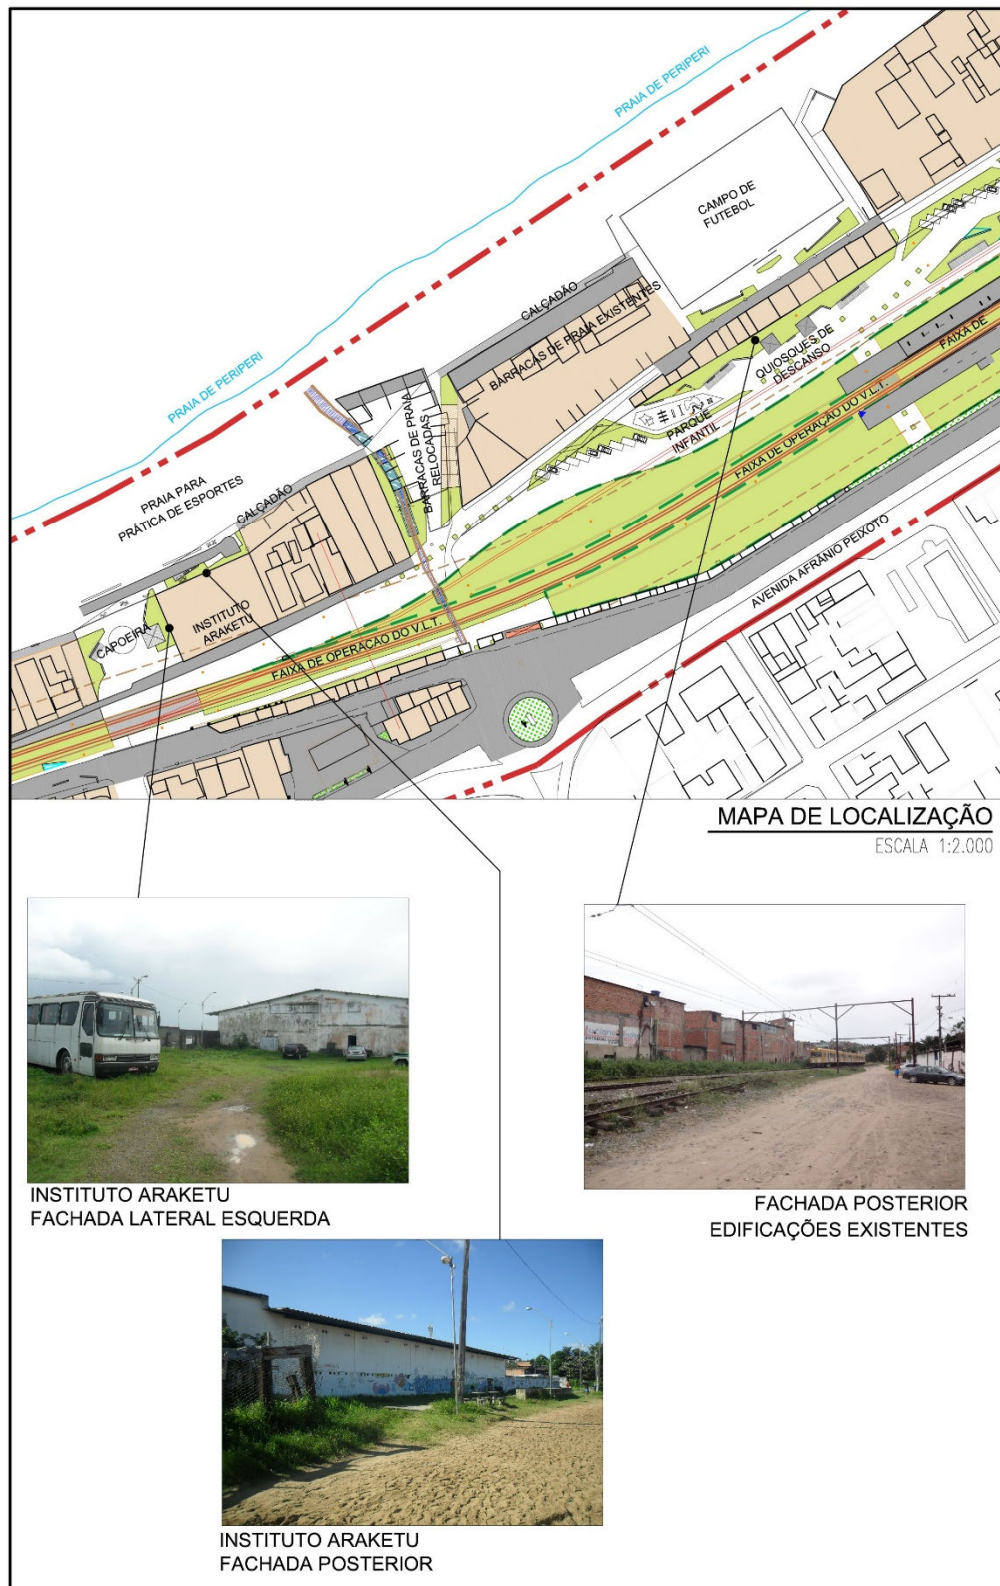 PRAIA DE PERIPERI
CAMPO DE
FUTEBOL
CALÇADÃO
BARRACAS DE PRAIA EXISTENTES
QUIOSQUES DE
DESCANSO
FAIXA DE
PRAIA DE PERIPERI
PARQUE
INFANTIL
FAIXA DE OPERAÇÃO DO V.L.T.
BARRACAS DE PRAIA
RELOCADAS
PRAIA PARA
PRÁTICA DE ESPORTES
CALÇADÃO
AVENIDA AFRÂNIO PEIXOTO
CAPOEIRA
INSTITUTO
ARAKETU
FAIXA DE OPERACAO DO V.L.T.
MAPA DE LOCALIZAÇÃO
ESCALA 1:2.000
INSTITUTO ARAKETU
FACHADA LATERAL ESQUERDA
FACHADA POSTERIOR
EDIFICAÇÕES EXISTENTES
INSTITUTO ARAKETU
FACHADA POSTERIOR